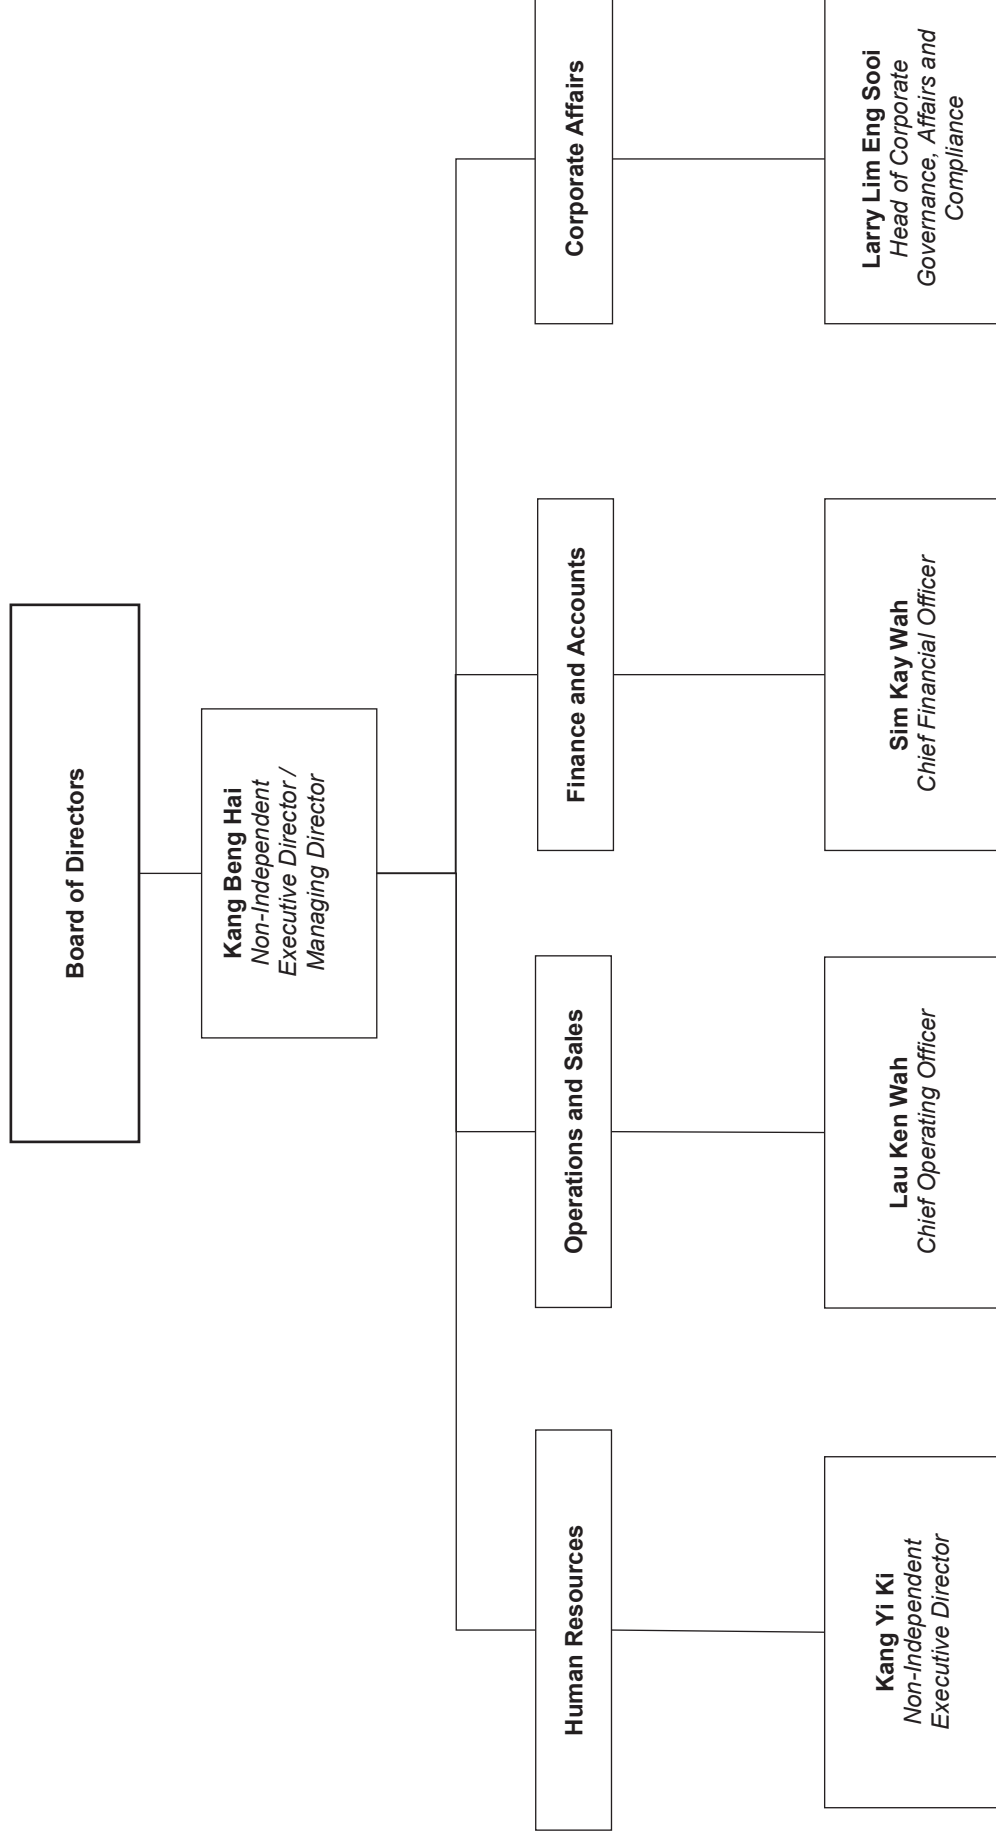 Board of Directors
Kang Beng Hai
Non-Independent
Executive Director /
Managing Director
Human Resources
Operations and Sales
Finance and Accounts
Corporate Affairs
Kang Yi Ki
Non-Independent
Executive Director
Lau Ken Wah
Chief Operating Officer
Sim Kay Wah
Chief Financial Officer
Larry Lim Eng Sooi
Head of Corporate
Governance, Affairs and
Compliance